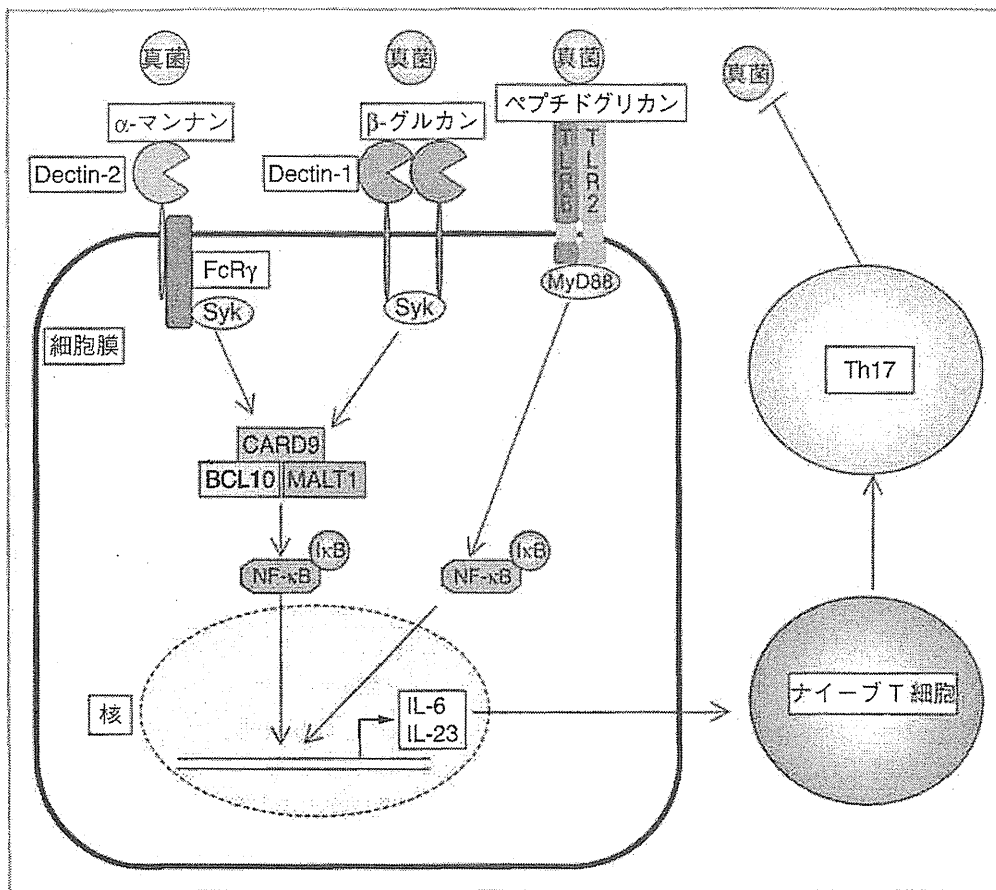 真菌
真菌
真菌
真菌
α-マンナン
β-グルカン
ペプチドグリカン
Dectin-2
Dectin-1
TLR6
TLR2
FcRγ
Syk
Syk
MyD88
細胞膜
CARD9
BCL10
MALT1
IκB
NF-κB
IκB
NF-κB
核
IL-6
IL-23
Th17
ナイーブT細胞